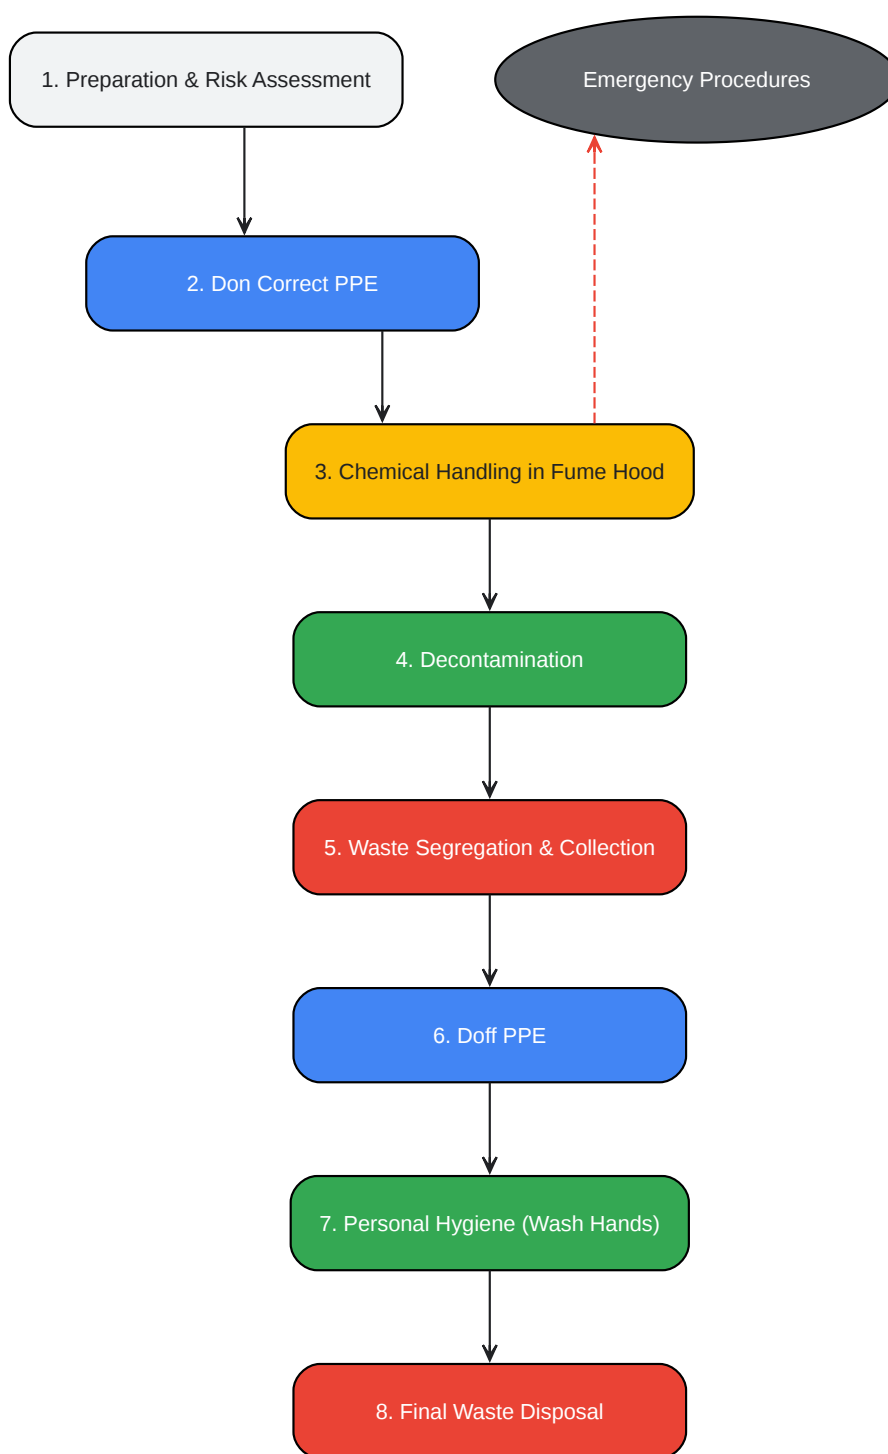 1. Preparation & Risk Assessment
Emergency Procedures
2. Don Correct PPE
3. Chemical Handling in Fume Hood
4. Decontamination
5. Waste Segregation & Collection
6. Doff PPE
7. Personal Hygiene (Wash Hands)
8. Final Waste Disposal